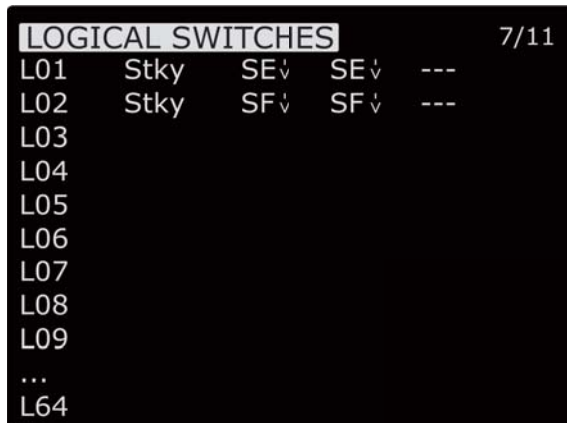 LOGICAL SWITCHES 7/11
L01 Stky SE↓ SE↓ ---
L02 Stky SF↓ SF↓ ---
L03
L04
L05
L06
L07
L08
L09
...
L64